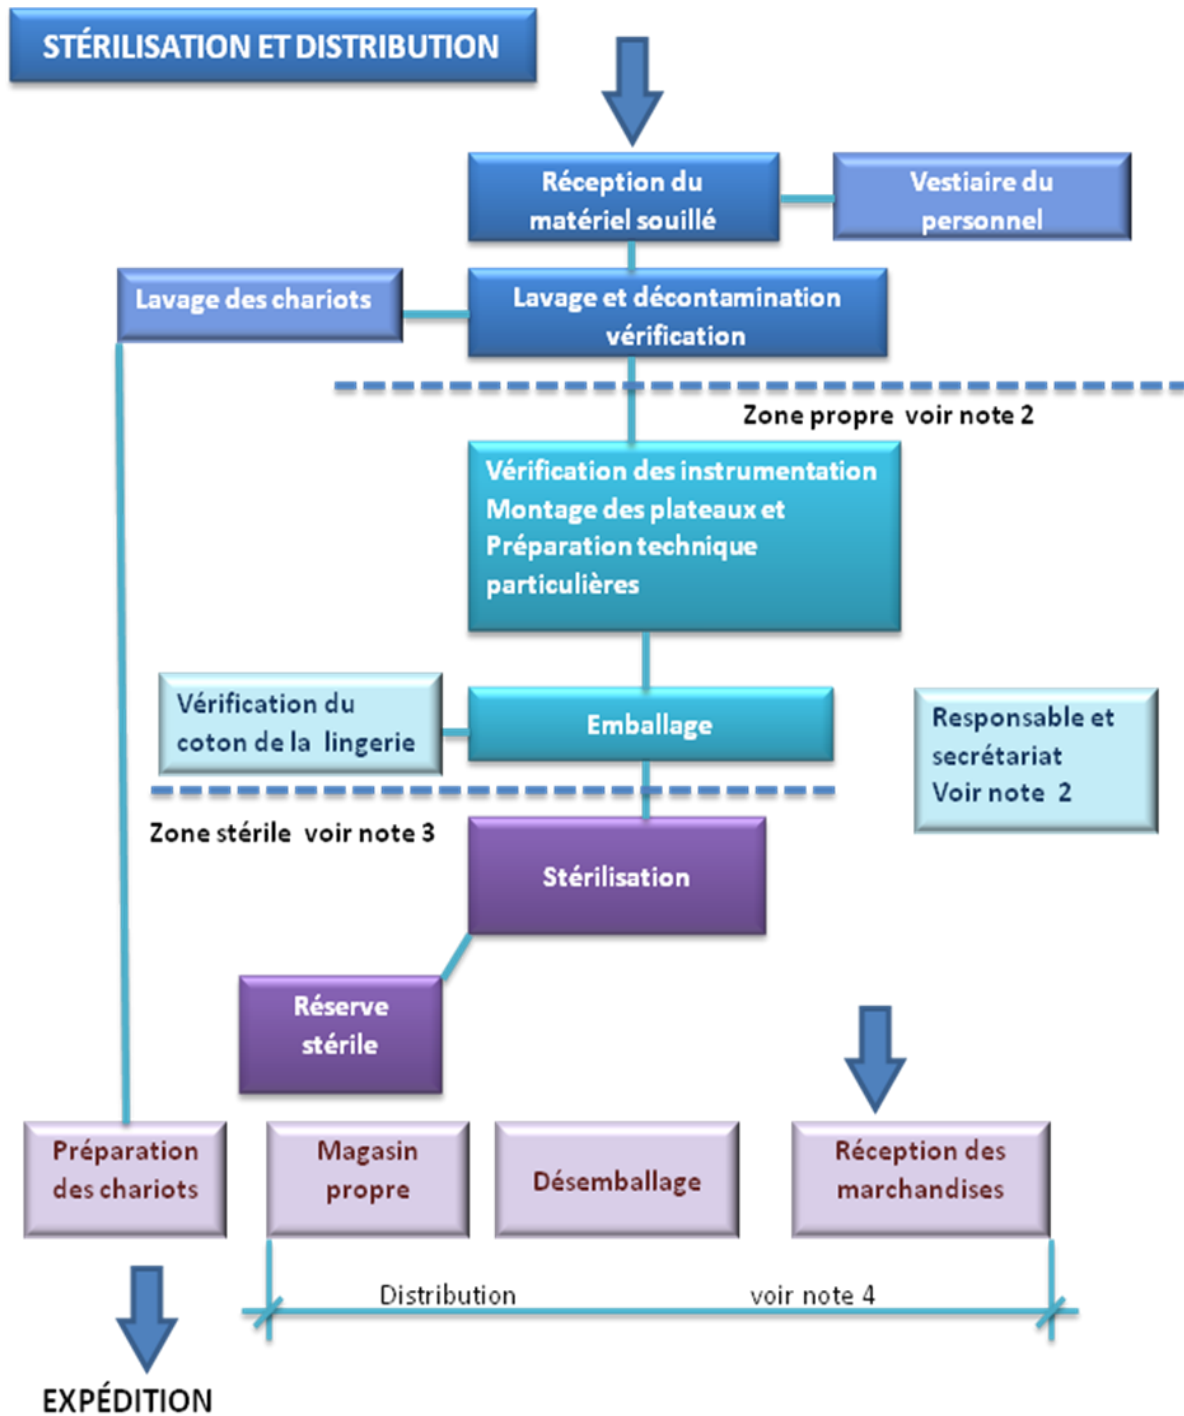 STÉRILISATION ET DISTRIBUTION
Réception du
matériel souillé
Vestiaire du
personnel
Lavage des chariots
Lavage et décontamination
vérification
Zone propre voir note 2
Vérification des instrumentation
Montage des plateaux et
Préparation technique
particulières
Vérification du
coton de la lingerie
Emballage
Responsable et
secrétariat
Voir note 2
Zone stérile voir note 3
Stérilisation
Réserve
stérile
Préparation
des chariots
Magasin
propre
Désemballage
Réception des
marchandises
Distribution voir note 4
EXPÉDITION